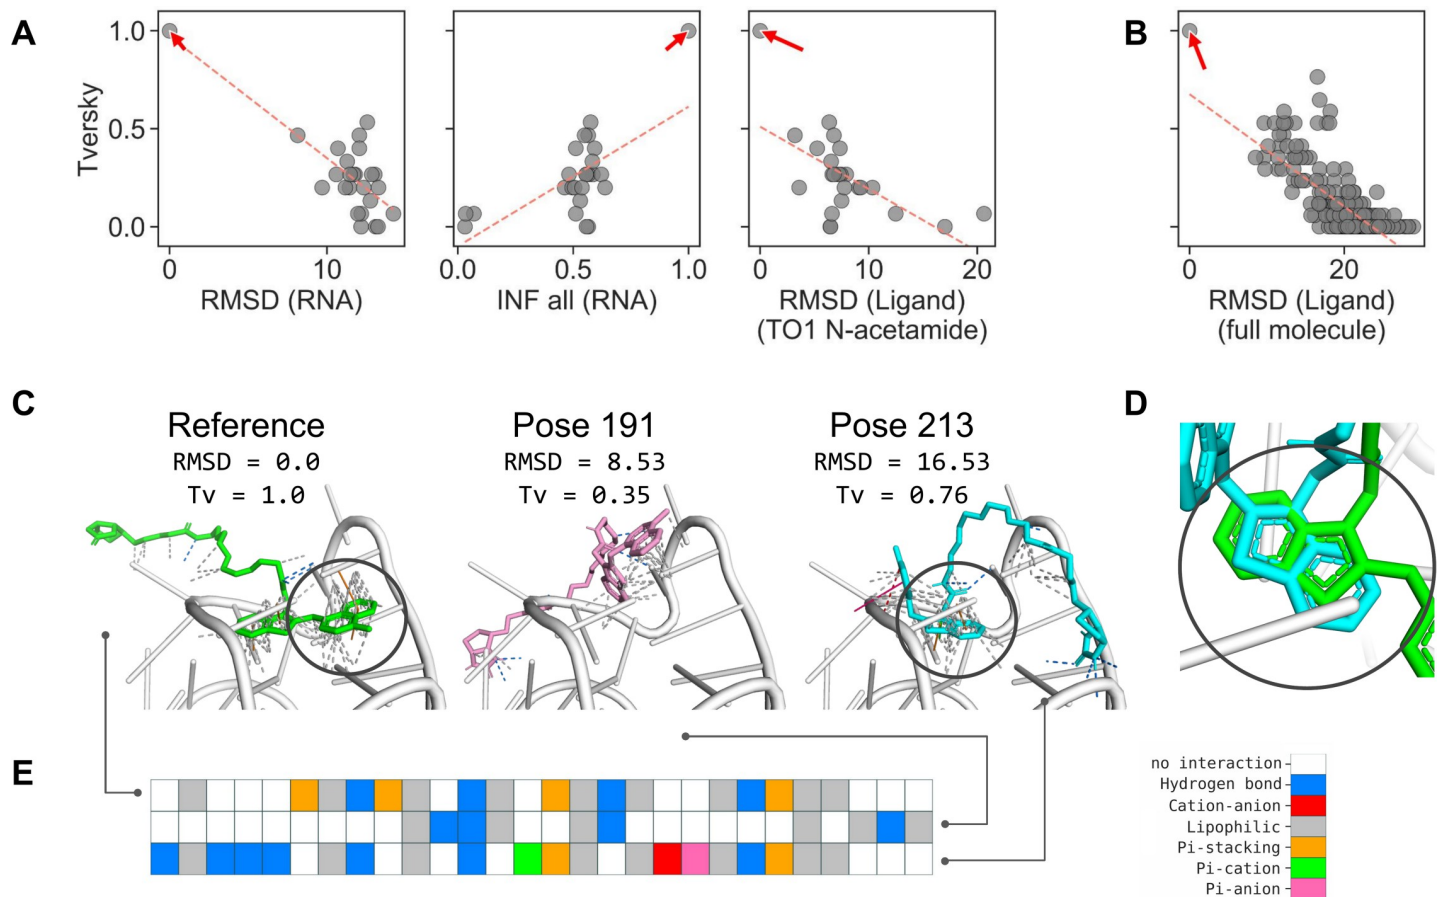 A
B
Tversky
1.0
0.5
0.0
0 10
0.0 0.5 1.0
0 10 20
0 20
RMSD (RNA)
INF all (RNA)
RMSD (Ligand)
(TO1 N-acetamide)
RMSD (Ligand)
(full molecule)
C
Reference
RMSD = 0.0
Tv = 1.0
Pose 191
RMSD = 8.53
Tv = 0.35
Pose 213
RMSD = 16.53
Tv = 0.76
D
E
no interaction
Hydrogen bond
Cation-anion
Lipophilic
Pi-stacking
Pi-cation
Pi-anion